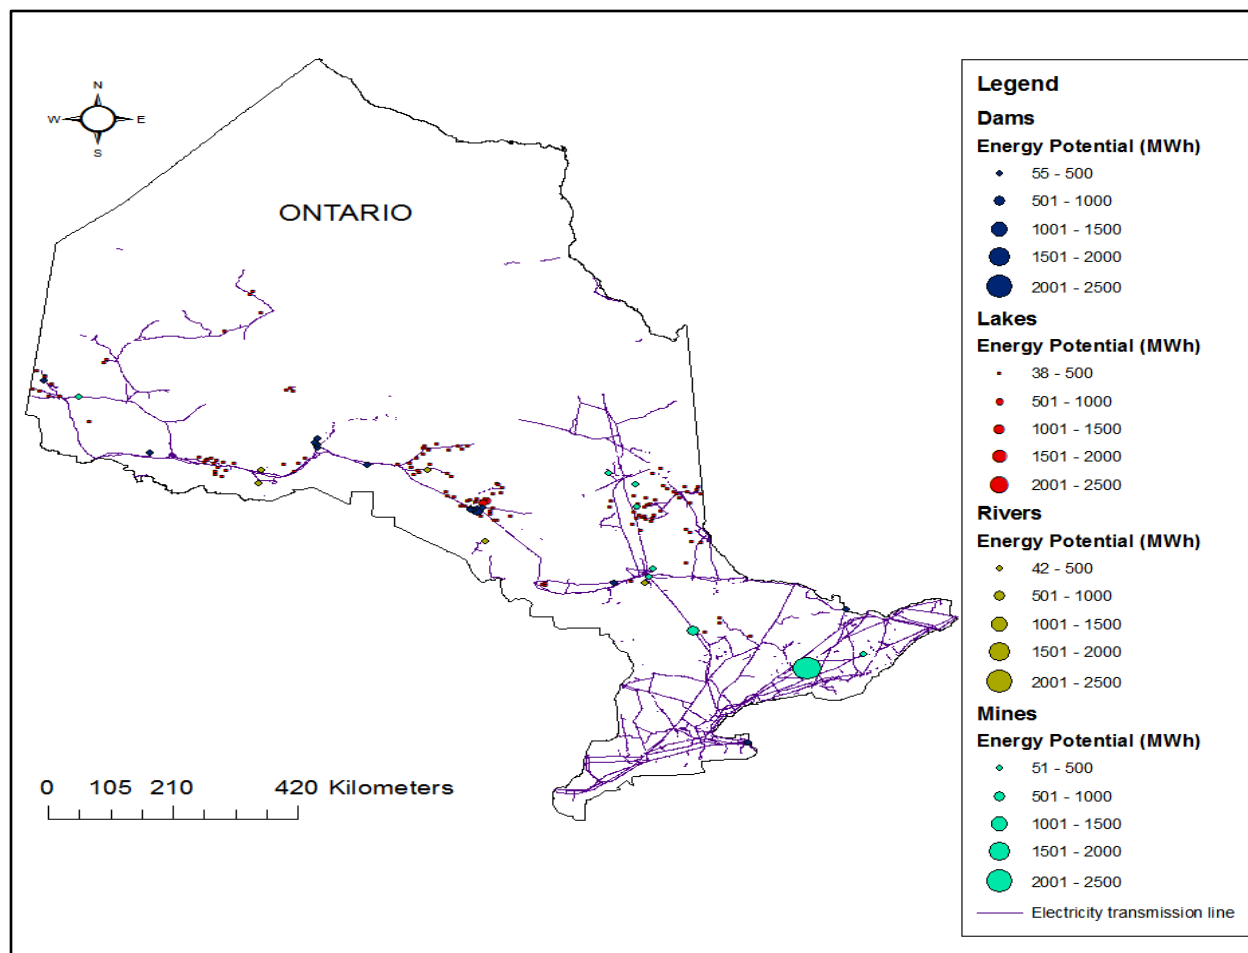 N
W E
S
ONTARIO
0 105 210 420 Kilometers
Legend
Dams
Energy Potential (MWh)
55 - 500
501 - 1000
1001 - 1500
1501 - 2000
2001 - 2500
Lakes
Energy Potential (MWh)
38 - 500
501 - 1000
1001 - 1500
1501 - 2000
2001 - 2500
Rivers
Energy Potential (MWh)
42 - 500
501 - 1000
1001 - 1500
1501 - 2000
2001 - 2500
Mines
Energy Potential (MWh)
51 - 500
501 - 1000
1001 - 1500
1501 - 2000
2001 - 2500
Electricity transmission line